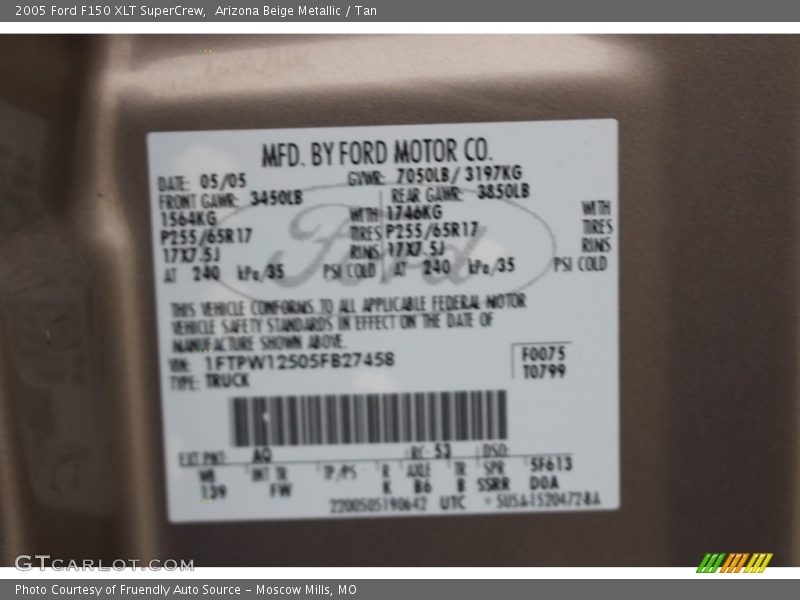 2005 Ford F150 XLT SuperCrew,  Arizona Beige Metallic / Tan
MFD. BY FORD MOTOR CO.
DATE: 05/05 GVWR: 7050LB / 3197KG
FRONT GAWR: 3450LB REAR GAWR: 3850LB
1564KG WITH 1746KG WITH
P255/65R17 TIRES P255/65R17 TIRES
17X7.5J RIMS 17X7.5J RIMS
AT 240 kPa/35 PSI COLD AT 240 kPa/35 PSI COLD
Ford
THIS VEHICLE CONFORMS TO ALL APPLICABLE FEDERAL MOTOR
VEHICLE SAFETY STANDARDS IN EFFECT ON THE DATE OF
MANUFACTURE SHOWN ABOVE.
VIN: 1FTPW12505FB27458 F0075
TYPE: TRUCK T0799
EXT PNT: AQ RC: 53 DSO:
WB INT TR TP/PS R AXLE TR SPR 5F613
139 FW K B6 B SSRR DOA
2200505190642 UTC
GTCarLot.com
Photo Courtesy of Fruendly Auto Source – Moscow Mills, MO